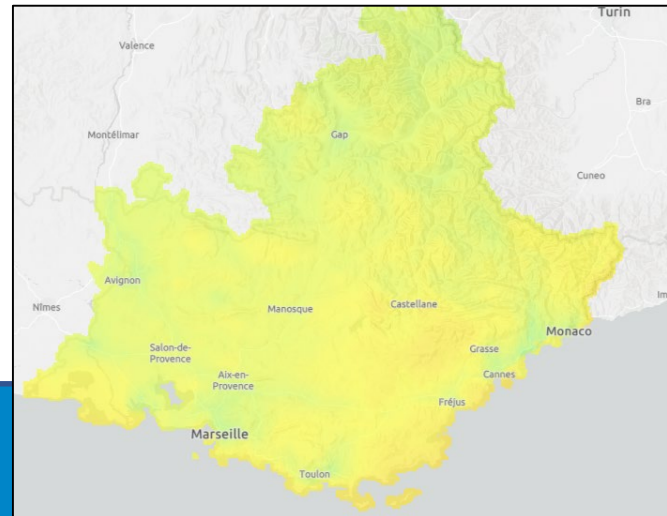 Turin
Valence
Bra
Montélimar
Gap
Cuneo
Avignon
Im
Nîmes
Manosque
Castellane
Monaco
Salon-de-
Provence
Grasse
Aix-en-
Provence
Cannes
Fréjus
Marseille
Toulon